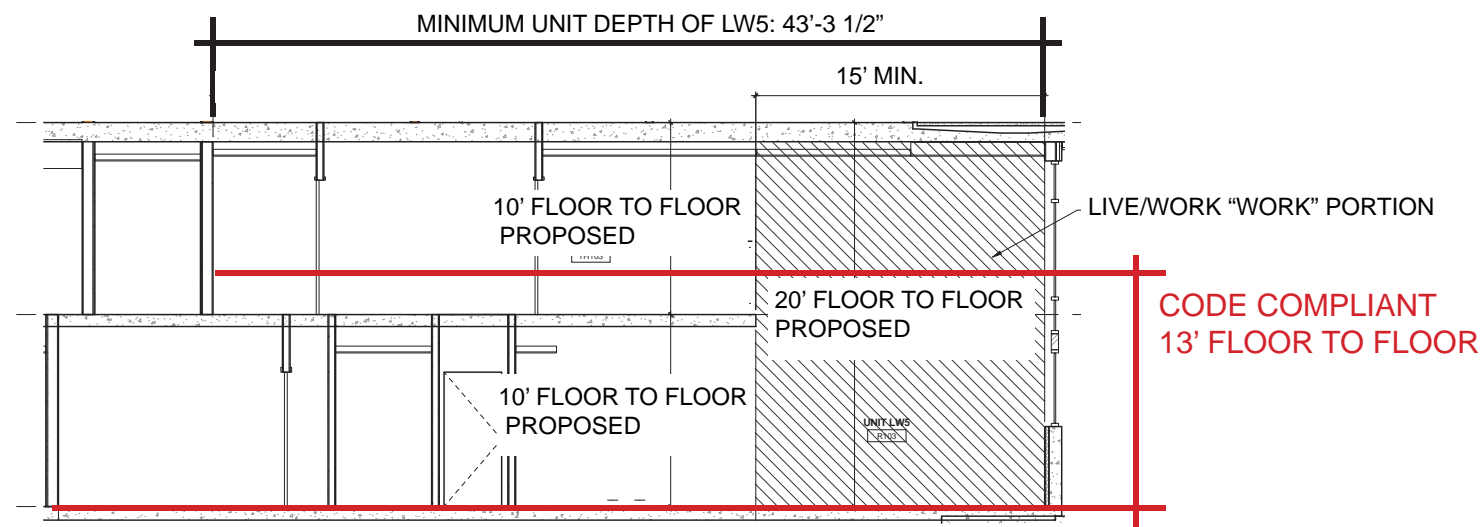 MINIMUM UNIT DEPTH OF LW5: 43’-3 1/2”
15’ MIN.
10’ FLOOR TO FLOOR
PROPOSED
TH103
LIVE/WORK “WORK” PORTION
20’ FLOOR TO FLOOR
PROPOSED
CODE COMPLIANT
13’ FLOOR TO FLOOR
10’ FLOOR TO FLOOR
PROPOSED
UNIT LW5
R103